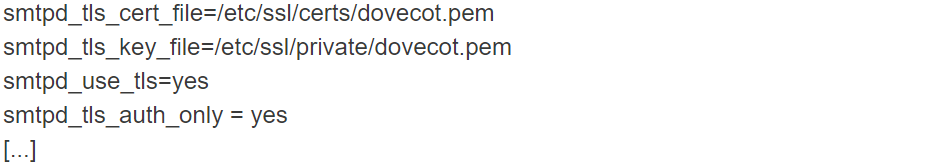 smtpd_tls_cert_file=/etc/ssl/certs/dovecot.pem
smtpd_tls_key_file=/etc/ssl/private/dovecot.pem
smtpd_use_tls=yes
smtpd_tls_auth_only = yes
[...]